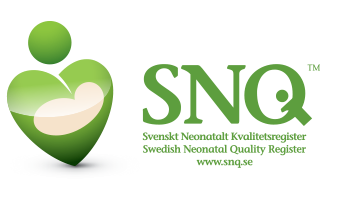 SNQ™
Svenskt Neonatalt Kvalitetsregister
Swedish Neonatal Quality Register
www.snq.se